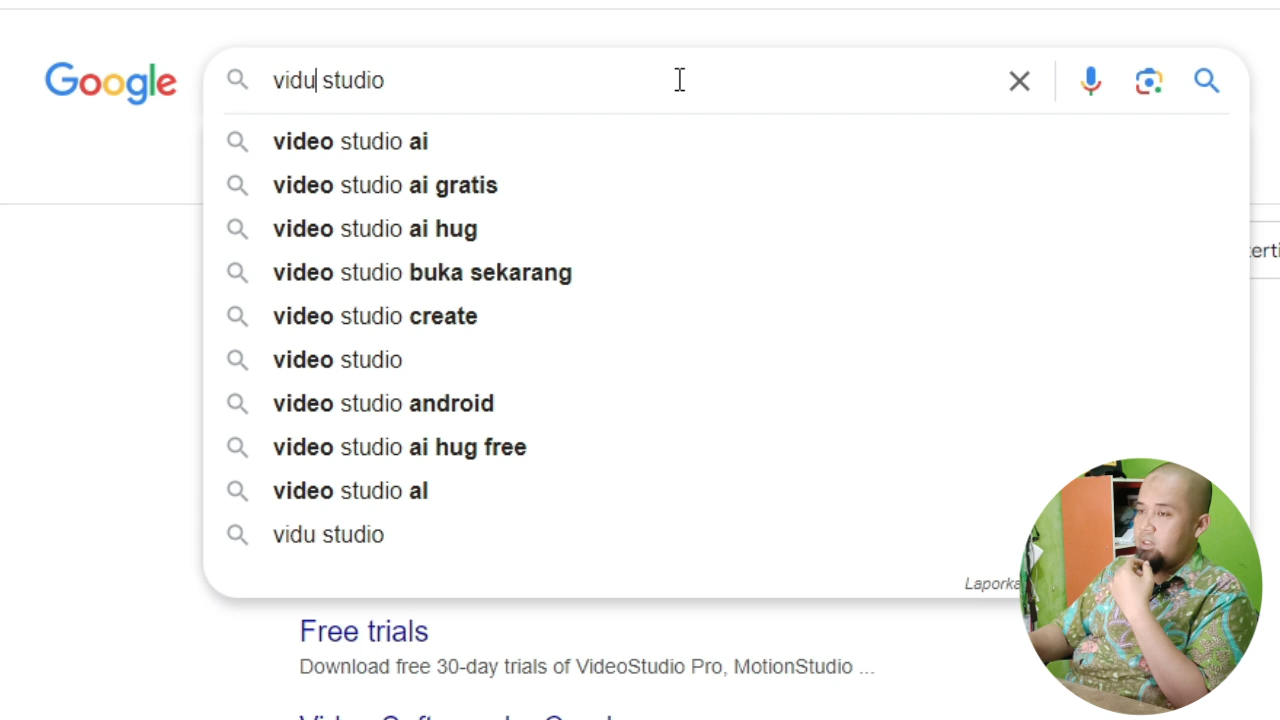 Google
vidu studio
video studio ai
video studio ai gratis
video studio ai hug
video studio buka sekarang
video studio create
video studio
video studio android
video studio ai hug free
video studio al
vidu studio
Free trials
Download free 30-day trials of VideoStudio Pro, MotionStudio ...